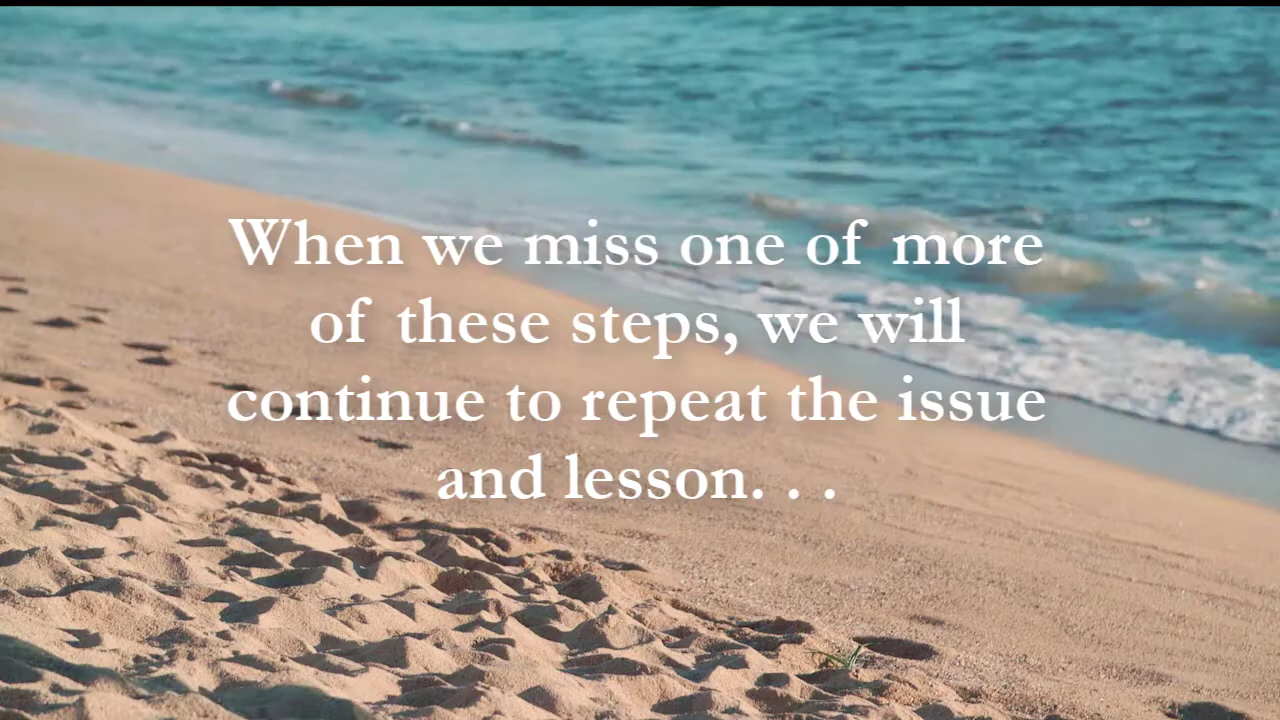 When we miss one of more
of these steps, we will
continue to repeat the issue
and lesson. . .